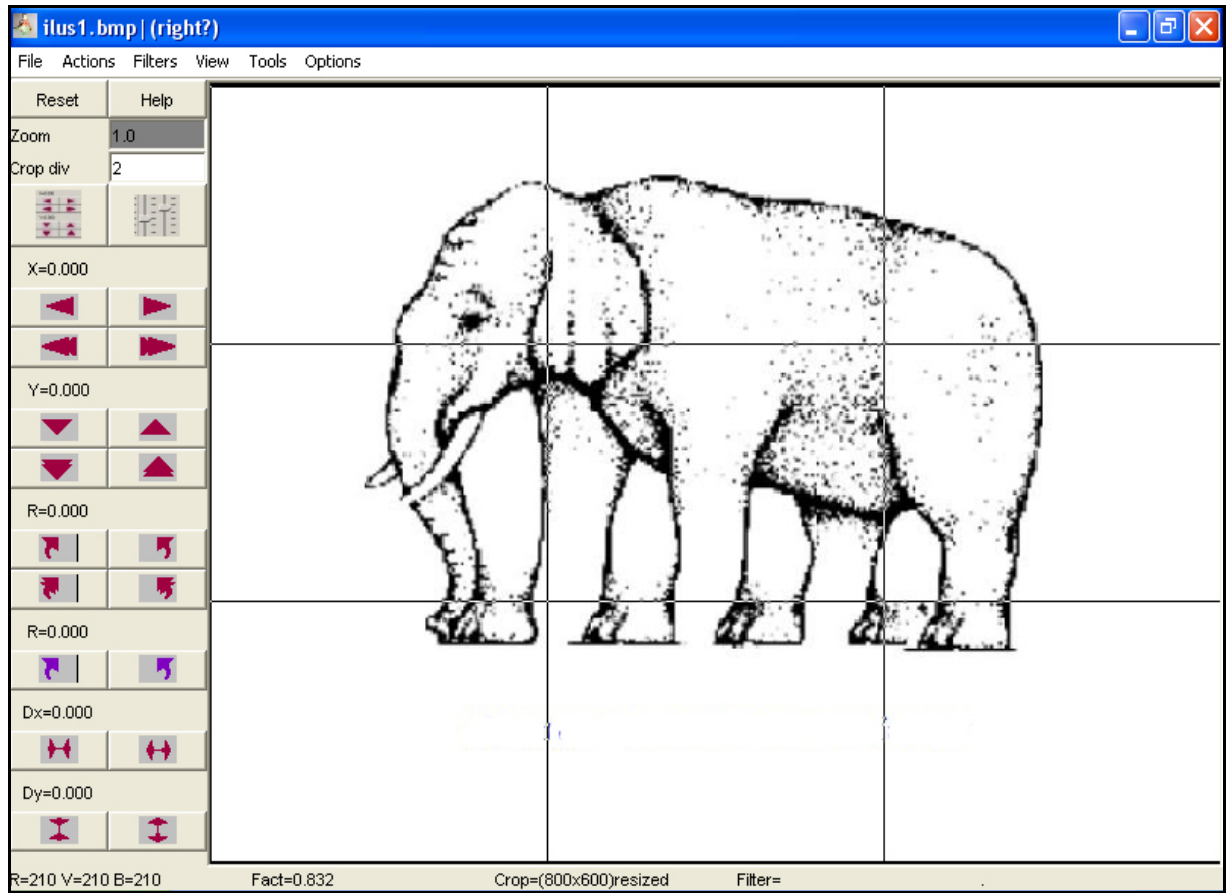 ilus1.bmp | (right?)
File Actions Filters View Tools Options
Reset Help
Zoom 1.0
Crop div 2
X=0.000
Y=0.000
R=0.000
R=0.000
Dx=0.000
Dy=0.000
R=210 V=210 B=210 Fact=0.832 Crop=(800x600)resized Filter= .